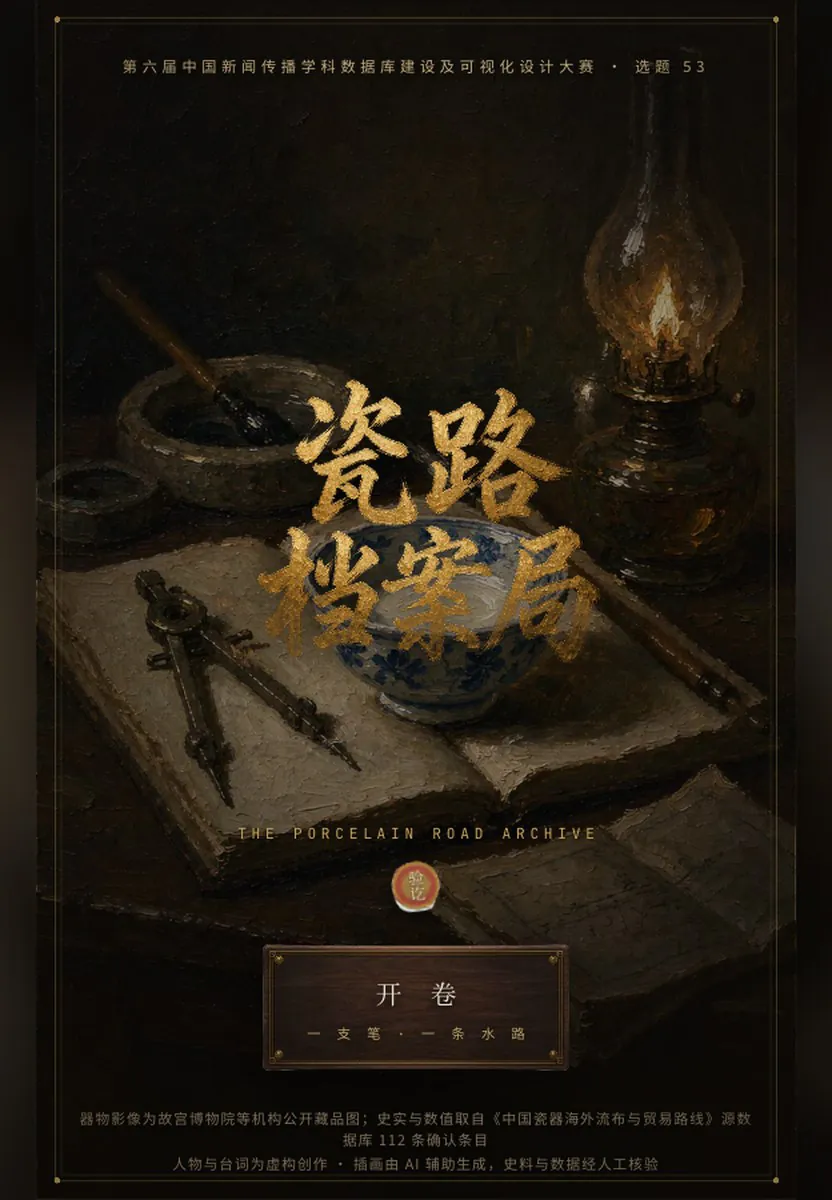 第六届中国新闻传播学科数据库建设及可视化设计大赛 · 选题 53
瓷路
档案局
THE PORCELAIN ROAD ARCHIVE
验
讫
开卷
一支笔 · 一条水路
器物影像为故宫博物院等机构公开藏品图；史实与数值取自《中国瓷器海外流布与贸易路线》源数
据库 112 条确认条目
人物与台词为虚构创作 · 插画由 AI 辅助生成，史料与数据经人工核验